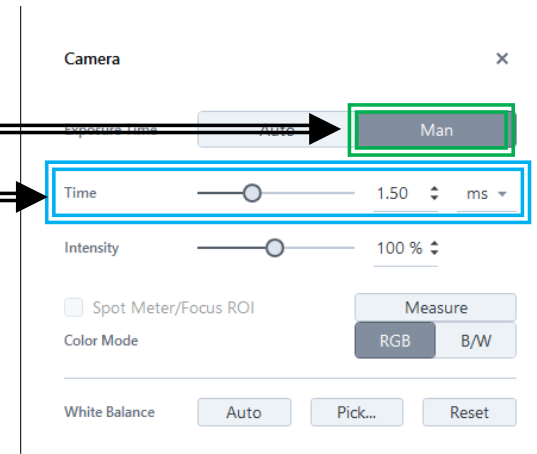 Camera ×
Exposure Time Auto Man
Time 1.50 ms
Intensity 100 %
Spot Meter/Focus ROI Measure
Color Mode RGB B/W
White Balance Auto Pick... Reset